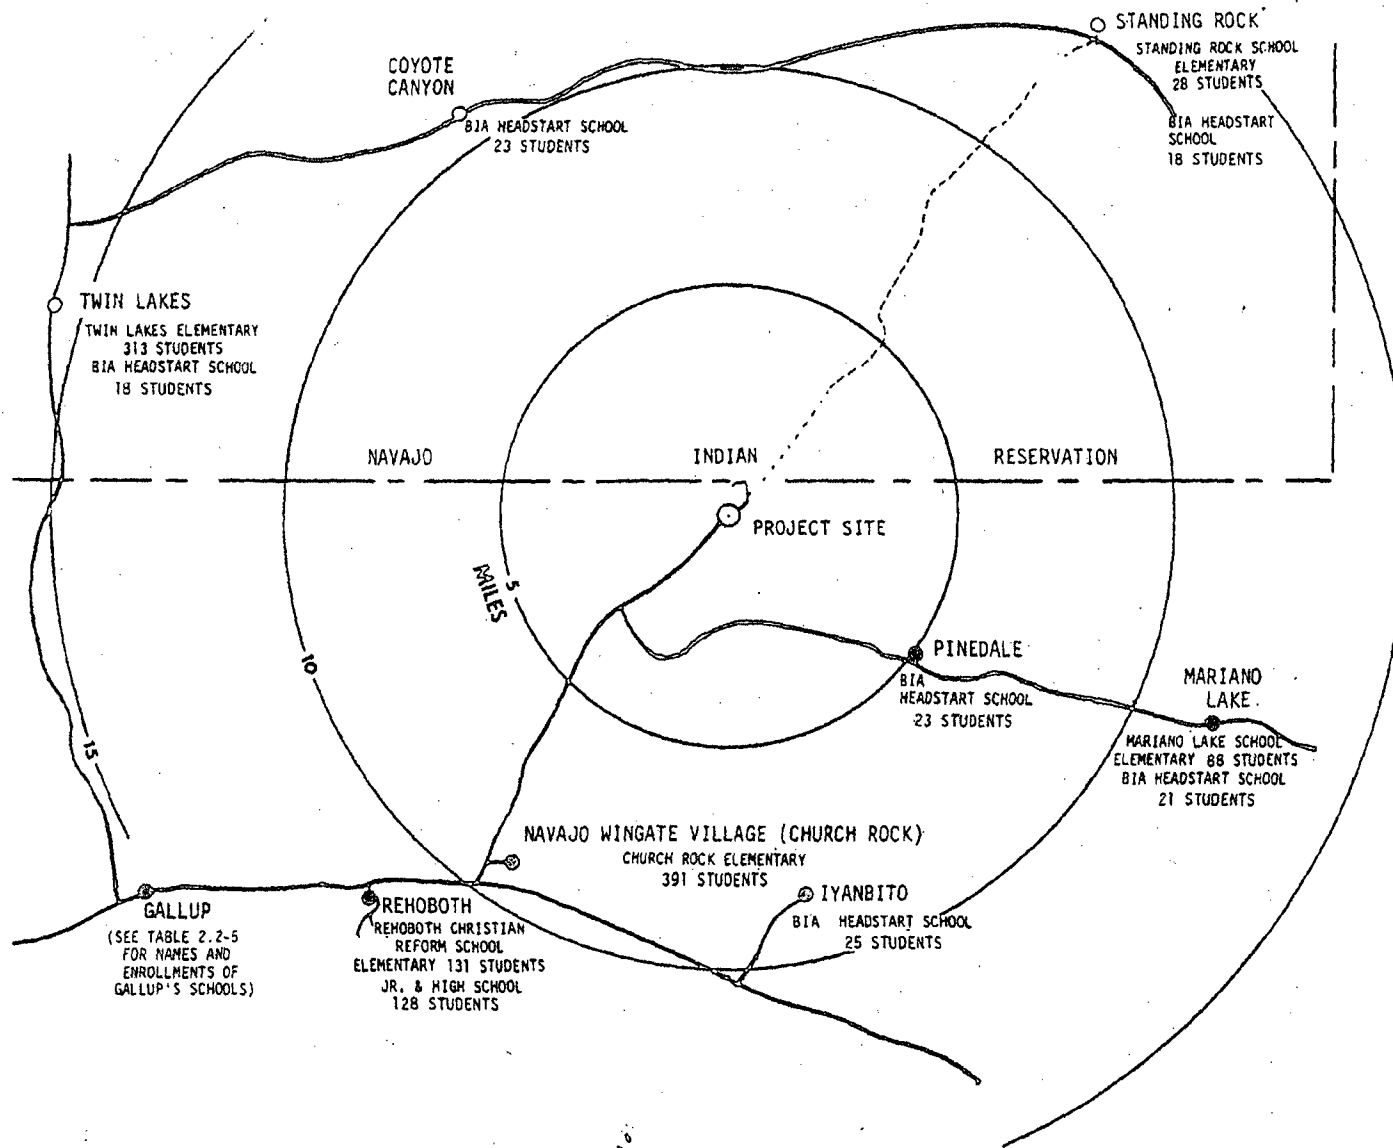 STANDING ROCK
STANDING ROCK SCHOOL
ELEMENTARY
28 STUDENTS
BIA HEADSTART
SCHOOL
18 STUDENTS
COYOTE
CANYON
BIA HEADSTART SCHOOL
23 STUDENTS
TWIN LAKES
TWIN LAKES ELEMENTARY
313 STUDENTS
BIA HEADSTART SCHOOL
18 STUDENTS
NAVAJO INDIAN RESERVATION
PROJECT SITE
5
MILES
10
15
PINEDALE
BIA
HEADSTART SCHOOL
23 STUDENTS
MARIANO
LAKE
MARIANO LAKE SCHOOL
ELEMENTARY 88 STUDENTS
BIA HEADSTART SCHOOL
21 STUDENTS
NAVAJO WINGATE VILLAGE (CHURCH ROCK)
CHURCH ROCK ELEMENTARY
391 STUDENTS
IYANBITO
BIA HEADSTART SCHOOL
25 STUDENTS
GALLUP
(SEE TABLE 2.2-5
FOR NAMES AND
ENROLLMENTS OF
GALLUP'S SCHOOLS)
REHOBOTH
REHOBOTH CHRISTIAN
REFORM SCHOOL
ELEMENTARY 131 STUDENTS
JR. & HIGH SCHOOL
128 STUDENTS